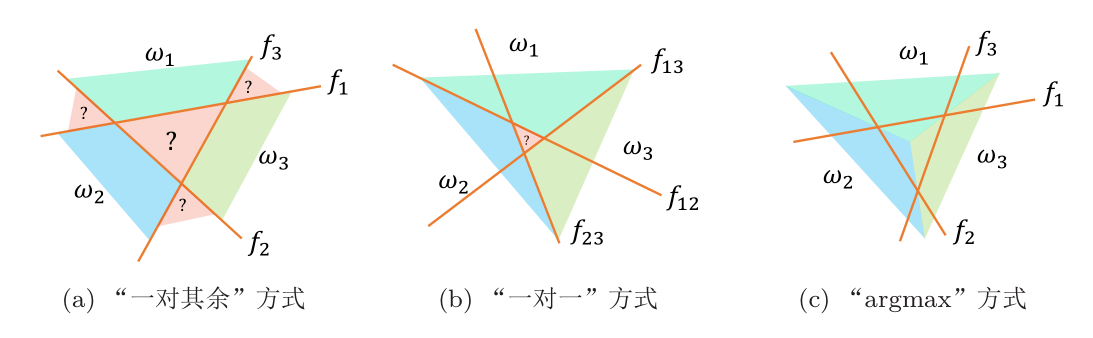 ω1 f3
f1
?
?
?
ω3
ω2
?
f2
(a) “一对其余”方式
ω1
f13
?
ω3
ω2
f12
f23
(b) “一对一”方式
ω1 f3
f1
ω3
ω2
f2
(c) “argmax”方式